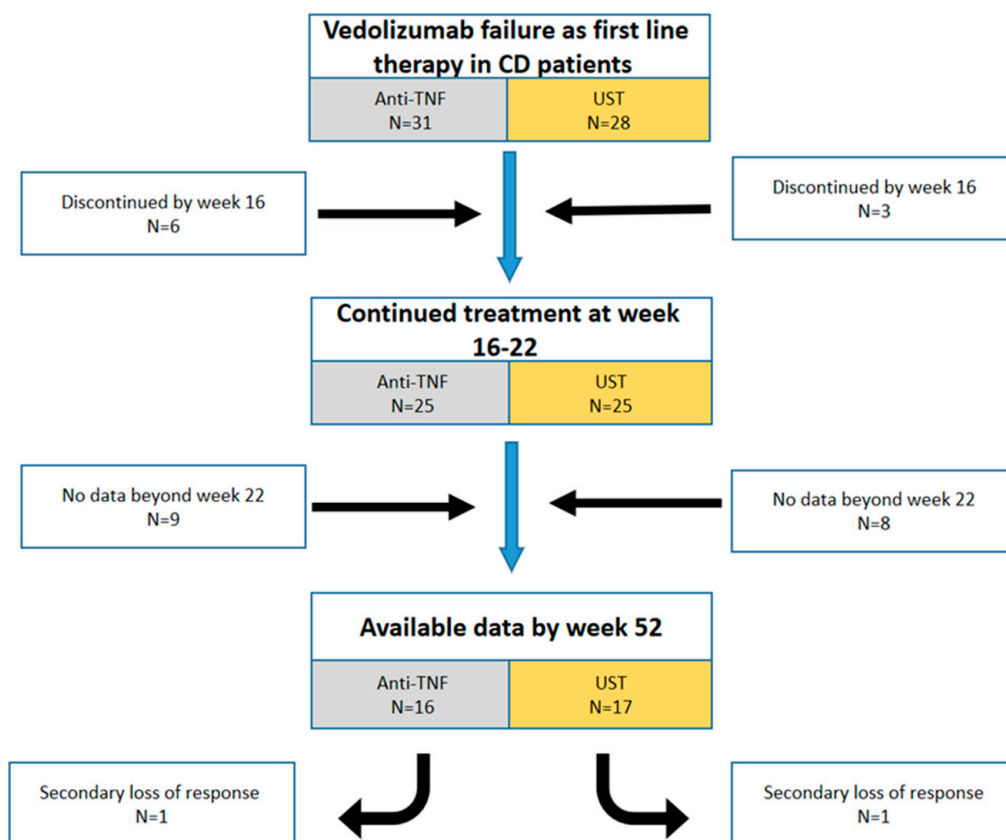 Vedolizumab failure as first line
therapy in CD patients
Anti-TNF
N=31
UST
N=28
Discontinued by week 16
N=6
Discontinued by week 16
N=3
Continued treatment at week
16-22
Anti-TNF
N=25
UST
N=25
No data beyond week 22
N=9
No data beyond week 22
N=8
Available data by week 52
Anti-TNF
N=16
UST
N=17
Secondary loss of response
N=1
Secondary loss of response
N=1